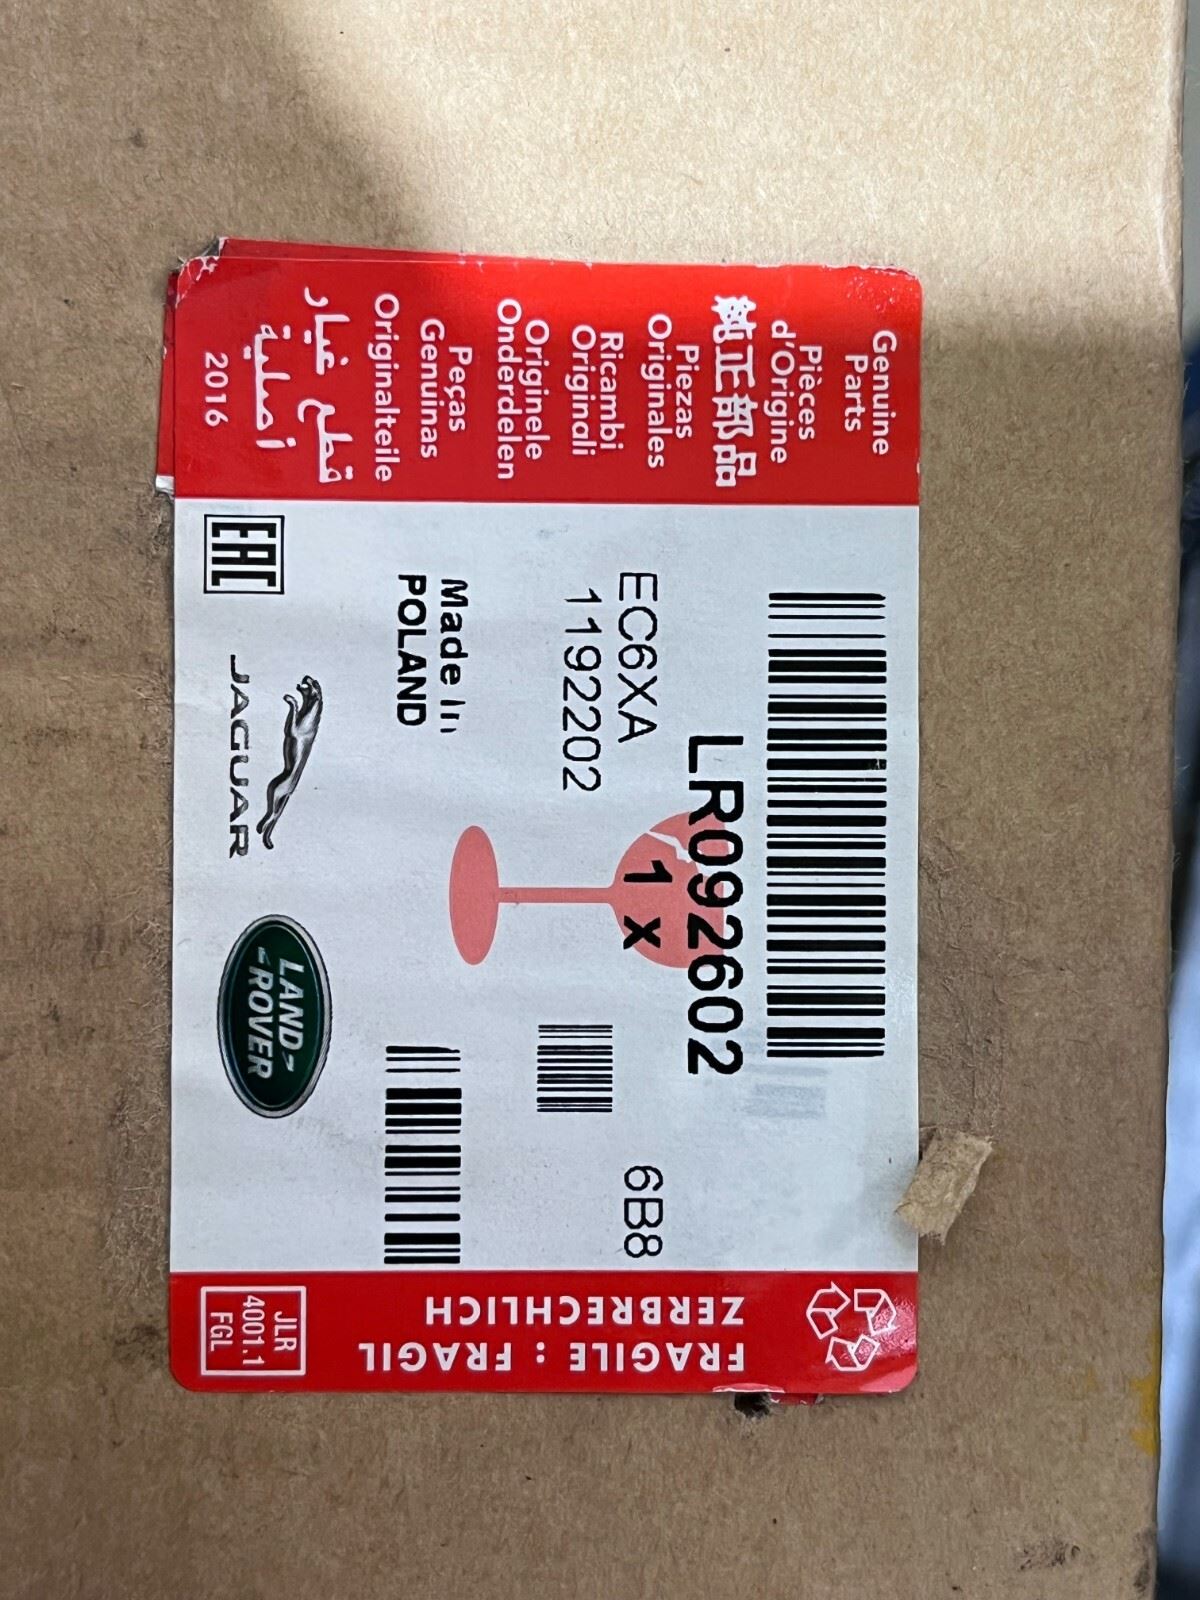 Genuine
Parts
Pièces
d'Origine
純正部品
Piezas
Originales
Ricambi
Originali
Originele
Onderdelen
Peças
Genuinas
Originalteile
قطع غيار
أصلية
2016
LR092602
EC6XA
1 x
6B8
1192202
Made In
POLAND
EAC
JAGUAR
LAND
ROVER
FRAGILE : FRAGIL
ZERBRECHLICH
JLR
4001.1
FGL